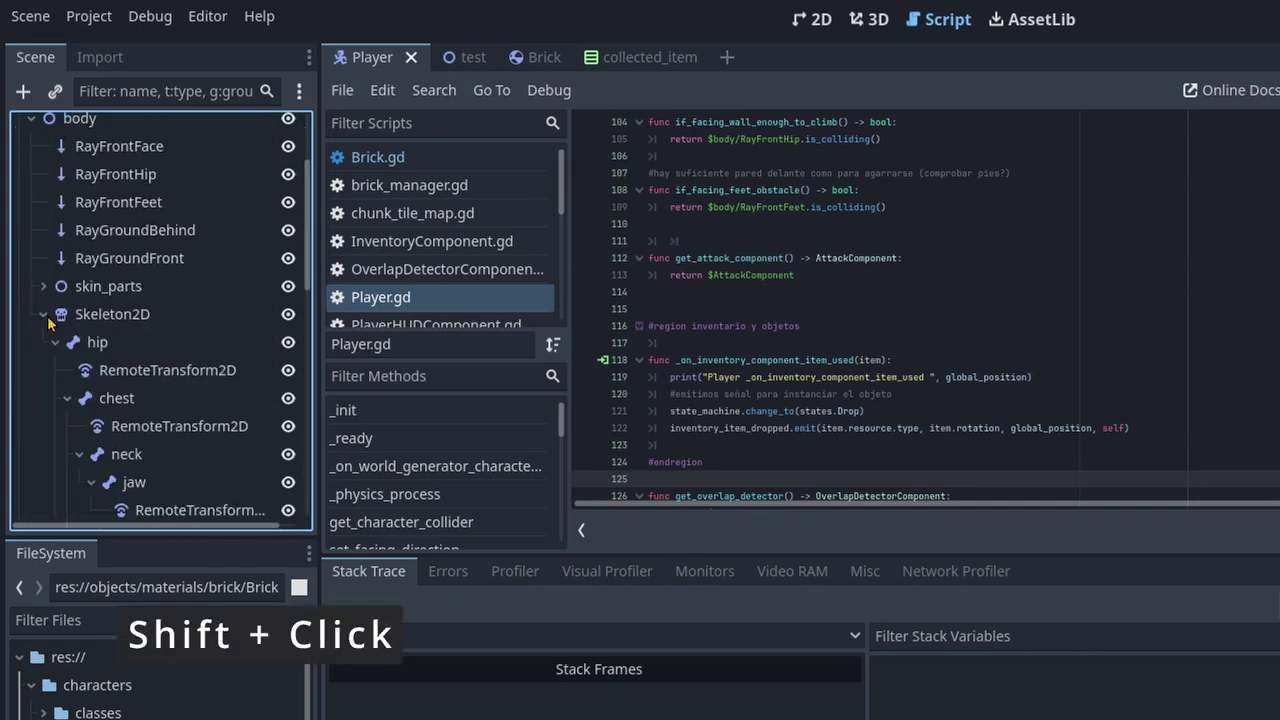 Scene Project Debug Editor Help
2D 3D Script AssetLib
Scene Import
Player test Brick collected_item
Filter: name, t:type, g:grou
File Edit Search Go To Debug
Online Docs
body
RayFrontFace
RayFrontHip
RayFrontFeet
RayGroundBehind
RayGroundFront
skin_parts
Skeleton2D
hip
RemoteTransform2D
chest
RemoteTransform2D
neck
jaw
RemoteTransform...
Filter Scripts
Brick.gd
brick_manager.gd
chunk_tile_map.gd
InventoryComponent.gd
OverlapDetectorComponen...
Player.gd
PlayerHUDComponent.gd
Player.gd
Filter Methods
_init
_ready
_on_world_generator_characte...
_physics_process
get_character_collider
set_facing_direction
104 func if_facing_wall_enough_to_climb() -> bool:
105 return $body/RayFrontHip.is_colliding()
106
107 #hay suficiente pared delante como para agarrarse (comprobar pies?)
108 func if_facing_feet_obstacle() -> bool:
109 return $body/RayFrontFeet.is_colliding()
110
111
112 func get_attack_component() -> AttackComponent:
113 return $AttackComponent
114
115
116 #region inventario y objetos
117
118 func _on_inventory_component_item_used(item):
119 print("Player _on_inventory_component_item_used ", global_position)
120 #emitimos señal para instanciar el objeto
121 state_machine.change_to(states.Drop)
122 inventory_item_dropped.emit(item.resource.type, item.rotation, global_position, self)
123
124 #endregion
125
126 func get_overlap_detector() -> OverlapDetectorComponent:
FileSystem
res://objects/materials/brick/Brick
Filter Files
res://
characters
classes
Shift + Click
Stack Trace Errors Profiler Visual Profiler Monitors Video RAM Misc Network Profiler
Filter Stack Variables
Stack Frames